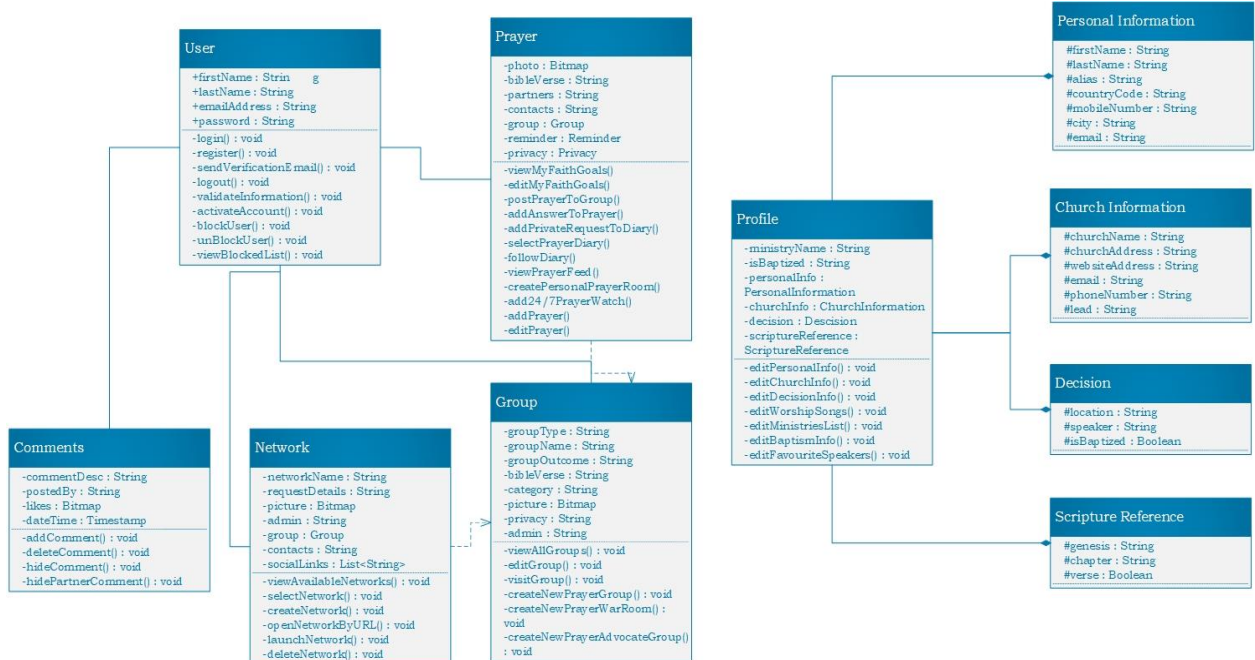 User
+firstName : Strin g
+lastName : String
+emailAddress : String
+password : String
-login() : void
-register() : void
-sendVerificationEmail() : void
-logout() : void
-validateInformation() : void
-activateAccount() : void
-blockUser() : void
-unBlockUser() : void
-viewBlockedList() : void
Prayer
-photo : Bitmap
-bibleVerse : String
-partners : String
-contacts : String
-group : Group
-reminder : Reminder
-privacy : Privacy
-viewMyFaithGoals()
-editMyFaithGoals()
-postPrayerToGroup()
-addAnswerToPrayer()
-addPrivateRequestToDiary()
-selectPrayerDiary()
-followDiary()
-viewPrayerFeed()
-createPersonalPrayerRoom()
-add24/7PrayerWatch()
-addPrayer()
-editPrayer()
Comments
-commentDesc : String
-postedBy : String
-likes : Bitmap
-dateTime : Timestamp
-addComment() : void
-deleteComment() : void
-hideComment() : void
-hidePartnerComment() : void
Network
-networkName : String
-requestDetails : String
-picture : Bitmap
-admin : String
-group : Group
-contacts : String
-socialLinks : List<String>
-viewAvailableNetworks() : void
-selectNetwork() : void
-createNetwork() : void
-openNetworkByURL() : void
-launchNetwork() : void
-deleteNetwork() : void
Group
-groupType : String
-groupName : String
-groupOutcome : String
-bibleVerse : String
-category : String
-picture : Bitmap
-privacy : String
-admin : String
-viewAllGroups() : void
-editGroup() : void
-visitGroup() : void
-createNewPrayerGroup() : void
-createNewPrayerWarRoom() :
void
-createNewPrayerAdvocateGroup()
: void
Profile
-ministryName : String
-isBaptized : String
-personalInfo :
PersonalInformation
-churchInfo : ChurchInformation
-decision : Descision
-scriptureReference :
ScriptureReference
-editPersonalInfo() : void
-editChurchInfo() : void
-editDecisionInfo() : void
-editWorshipSongs() : void
-editMinistriesList() : void
-editBaptismInfo() : void
-editFavouriteSpeakers() : void
Personal Information
#firstName : String
#lastName : String
#alias : String
#countryCode : String
#mobileNumber : String
#city : String
#email : String
Church Information
#churchName : String
#churchAddress : String
#websiteAddress : String
#email : String
#phoneNumber : String
#lead : String
Decision
#location : String
#speaker : String
#isBaptized : Boolean
Scripture Reference
#genesis : String
#chapter : String
#verse : Boolean